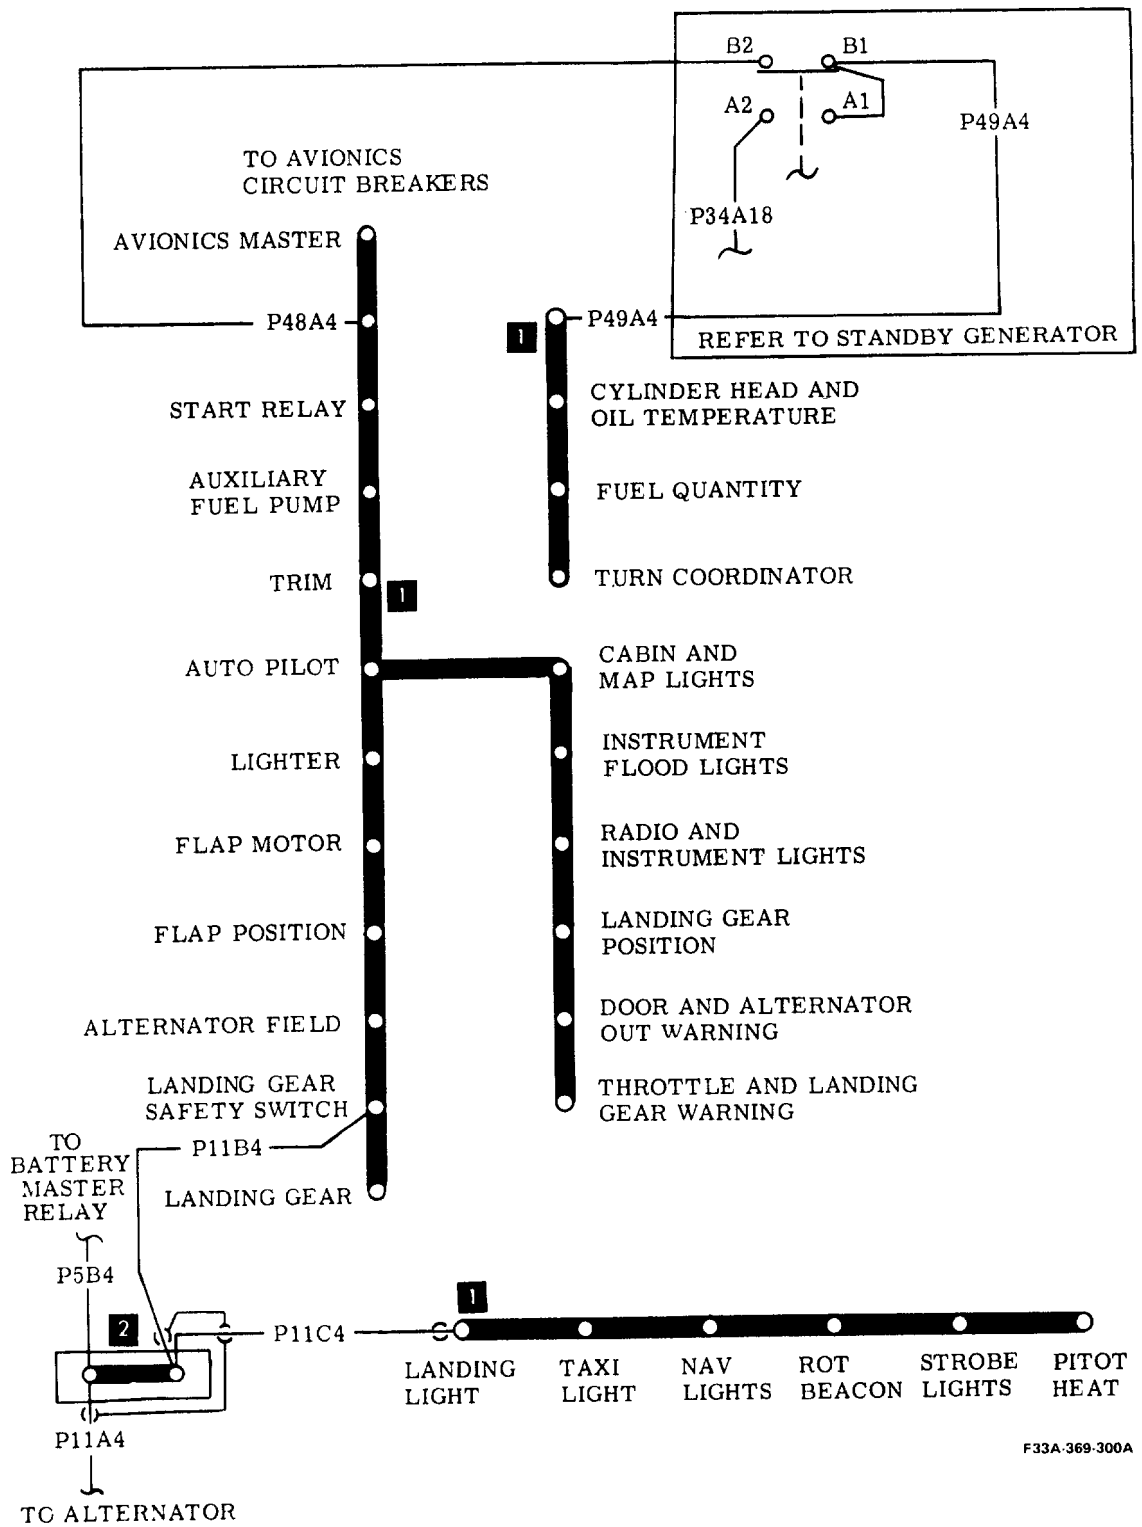 B2
B1
A2
A1
P49A4
P34A18
REFER TO STANDBY GENERATOR
TO AVIONICS
CIRCUIT BREAKERS
AVIONICS MASTER
P48A4
START RELAY
AUXILIARY
FUEL PUMP
TRIM
1
AUTO PILOT
LIGHTER
FLAP MOTOR
FLAP POSITION
ALTERNATOR FIELD
LANDING GEAR
SAFETY SWITCH
P11B4
LANDING GEAR
1
P49A4
CYLINDER HEAD AND
OIL TEMPERATURE
FUEL QUANTITY
TURN COORDINATOR
CABIN AND
MAP LIGHTS
INSTRUMENT
FLOOD LIGHTS
RADIO AND
INSTRUMENT LIGHTS
LANDING GEAR
POSITION
DOOR AND ALTERNATOR
OUT WARNING
THROTTLE AND LANDING
GEAR WARNING
TO
BATTERY
MASTER
RELAY
P5B4
2
P11C4
1
LANDING
LIGHT
TAXI
LIGHT
NAV
LIGHTS
ROT
BEACON
STROBE
LIGHTS
PITOT
HEAT
P11A4
TO ALTERNATOR
F33A-369-300A